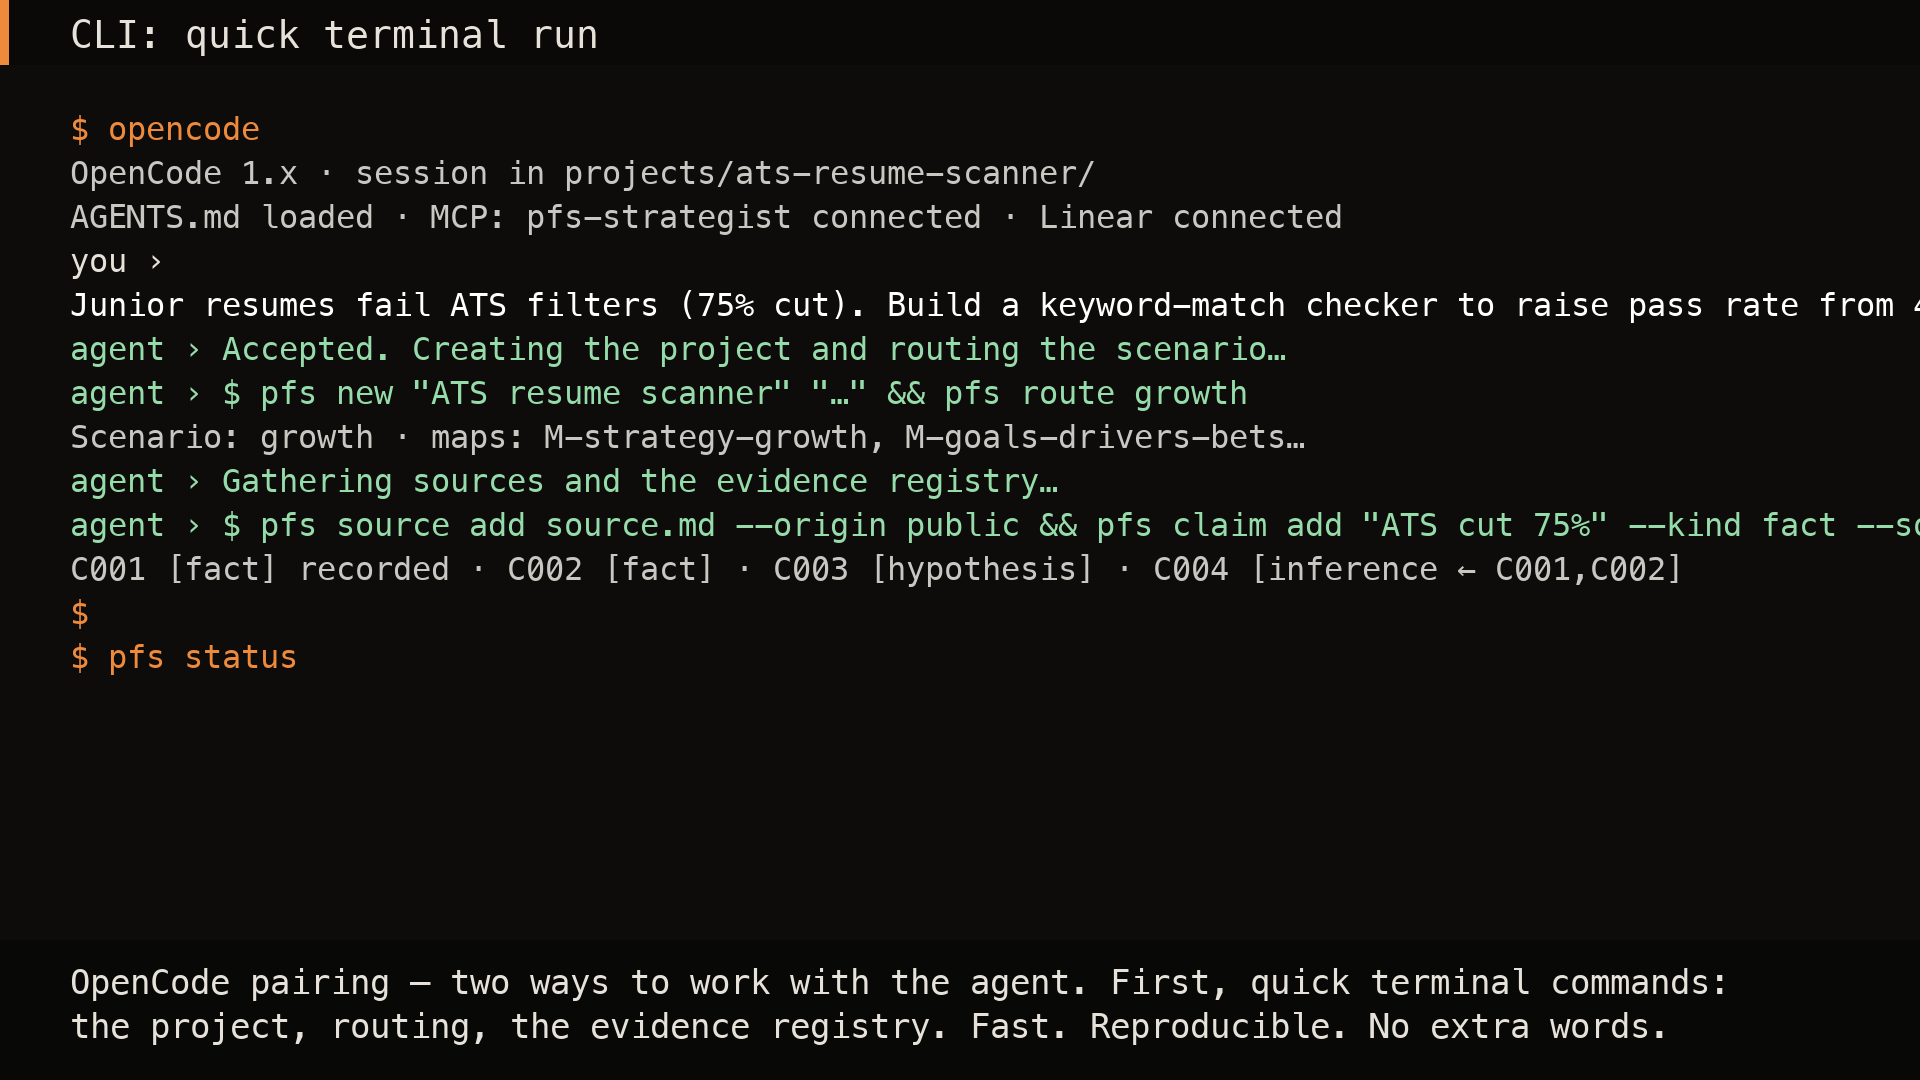 CLI: quick terminal run
$ opencode
OpenCode 1.x · session in projects/ats-resume-scanner/
AGENTS.md loaded · MCP: pfs-strategist connected · Linear connected
you ›
Junior resumes fail ATS filters (75% cut). Build a keyword-match checker to raise pass rate from
agent › Accepted. Creating the project and routing the scenario…
agent › $ pfs new "ATS resume scanner" "…" && pfs route growth
Scenario: growth · maps: M-strategy-growth, M-goals-drivers-bets…
agent › Gathering sources and the evidence registry…
agent › $ pfs source add source.md --origin public && pfs claim add "ATS cut 75%" --kind fact
C001 [fact] recorded · C002 [fact] · C003 [hypothesis] · C004 [inference ← C001,C002]
$
$ pfs status
OpenCode pairing — two ways to work with the agent. First, quick terminal commands:
the project, routing, the evidence registry. Fast. Reproducible. No extra words.